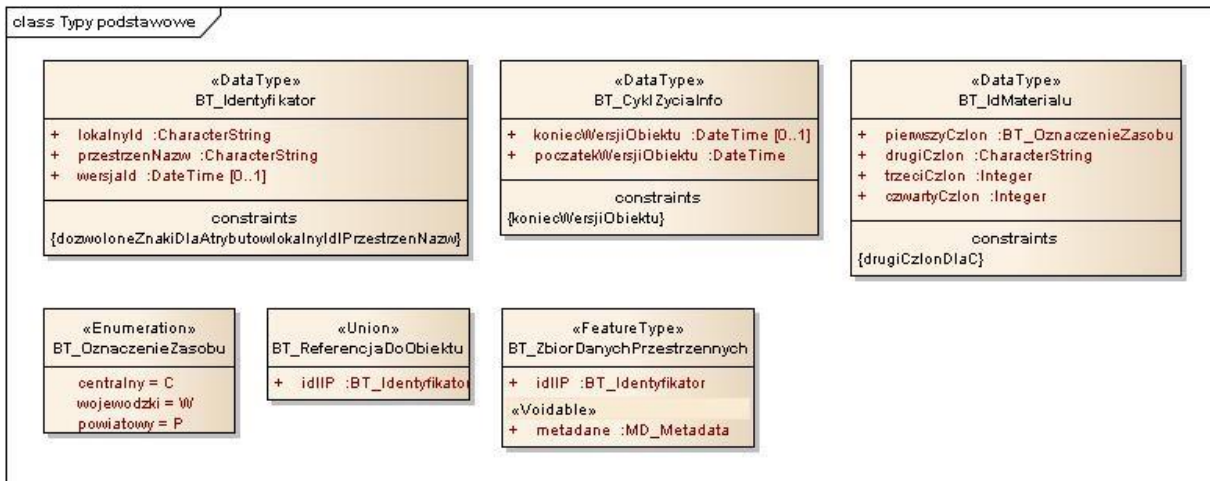 class Typy podstawowe
«DataType»
BT_Identyfikator
+ lokalnyId :CharacterString
+ przestrzenNazw :CharacterString
+ wersjaId :DateTime [0..1]
constraints
{dozwoloneZnakiDlaAtrybutowlokalnyIdIPrzestrzenNazw}
«DataType»
BT_CyklZyciaInfo
+ koniecWersjiObiektu :DateTime [0..1]
+ poczatekWersjiObiektu :DateTime
constraints
{koniecWersjiObiektu}
«DataType»
BT_IdMaterialu
+ pierwszyCzlon :BT_OznaczenieZasobu
+ drugiCzlon :CharacterString
+ trzeciCzlon :Integer
+ czwartyCzlon :Integer
constraints
{drugiCzlonDlaC}
«Enumeration»
BT_OznaczenieZasobu
centralny = C
wojewodzki = W
powiatowy = P
«Union»
BT_ReferencjaDoObiektu
+ idIIP :BT_Identyfikator
«FeatureType»
BT_ZbiorDanychPrzestrzennych
+ idIIP :BT_Identyfikator
«Voidable»
+ metadane :MD_Metadata